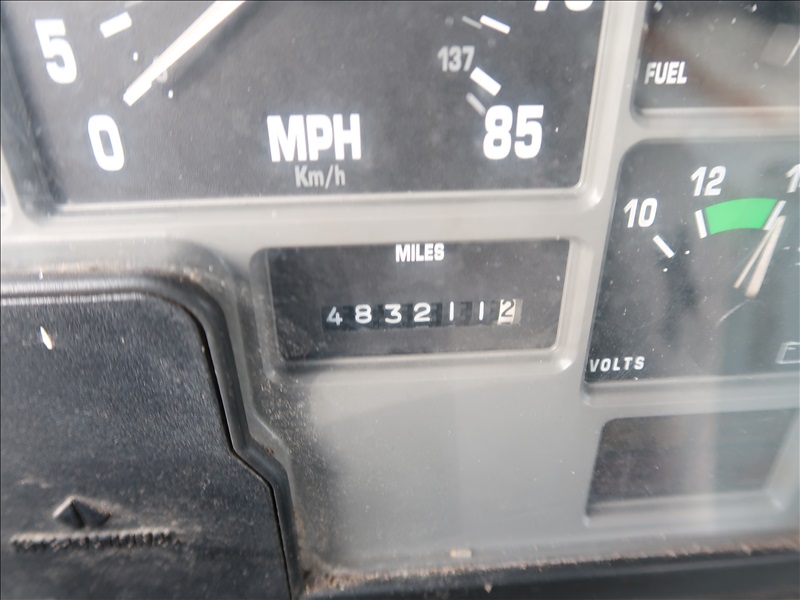 5
0
MPH
Km/h
137
85
FUEL
10
12
VOLTS
MILES
4832112